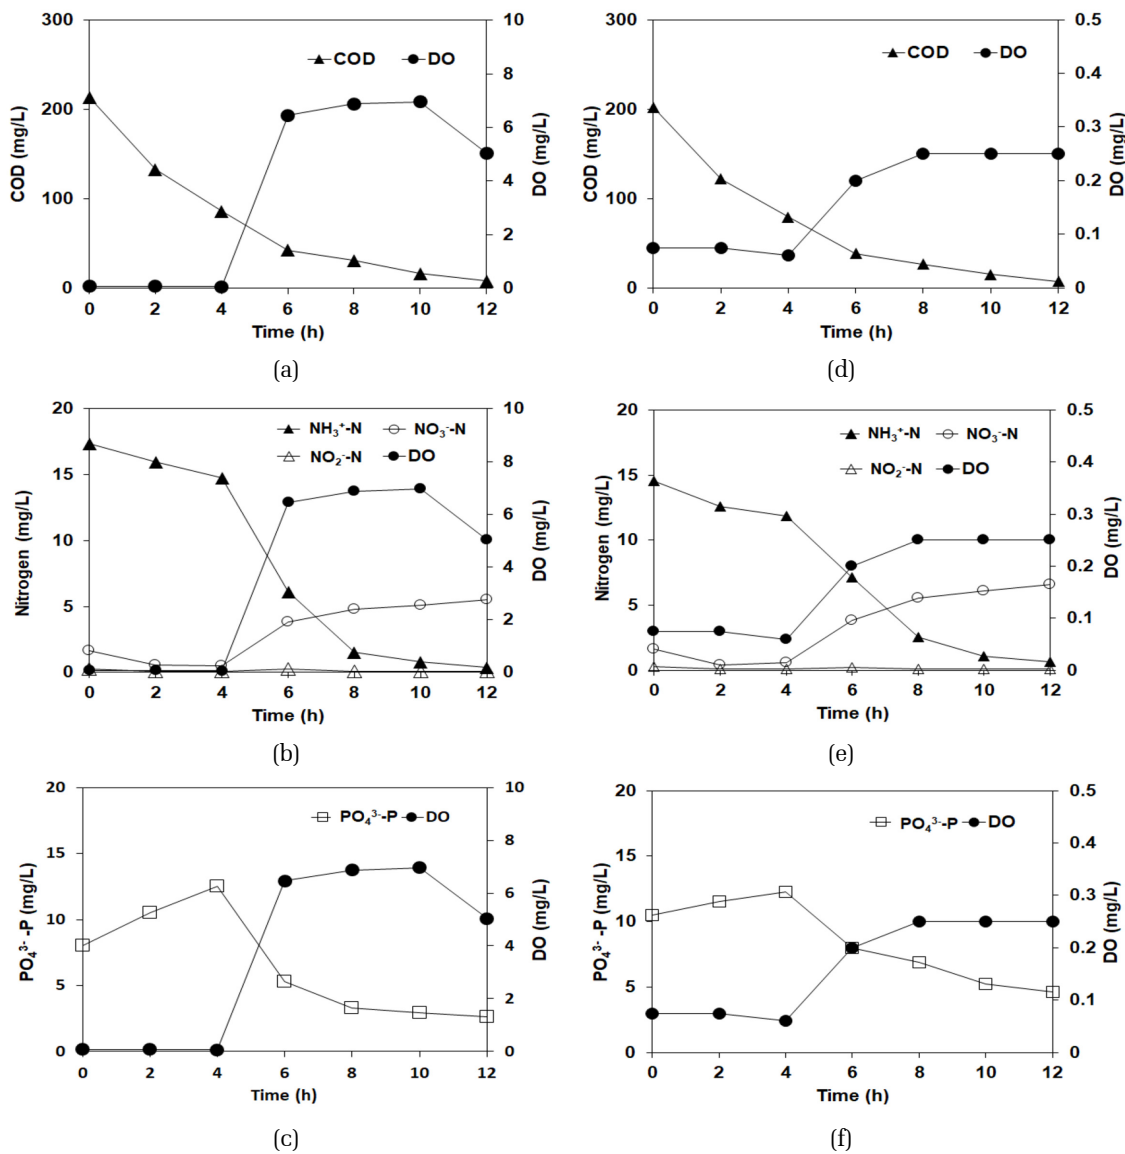 COD DO
COD (mg/L)
300
200
100
0
10
8
6
4
2
0
DO (mg/L)
0 2 4 6 8 10 12
Time (h)
(a)
COD DO
COD (mg/L)
300
200
100
0
0.5
0.4
0.3
0.2
0.1
0
DO (mg/L)
0 2 4 6 8 10 12
Time (h)
(d)
NH₃⁺-N NO₃⁻-N
NO₂⁻-N DO
Nitrogen (mg/L)
20
15
10
5
0
10
8
6
4
2
0
DO (mg/L)
0 2 4 6 8 10 12
Time (h)
(b)
NH₃⁺-N NO₃⁻-N
NO₂⁻-N DO
Nitrogen (mg/L)
20
15
10
5
0
0.5
0.4
0.3
0.2
0.1
0
DO (mg/L)
0 2 4 6 8 10 12
Time (h)
(e)
PO₄³⁻-P DO
PO₄³⁻-P (mg/L)
20
15
10
5
0
10
8
6
4
2
0
DO (mg/L)
0 2 4 6 8 10 12
Time (h)
(c)
PO₄³⁻-P DO
PO₄³⁻-P (mg/L)
20
15
10
5
0
0.5
0.4
0.3
0.2
0.1
0
DO (mg/L)
0 2 4 6 8 10 12
Time (h)
(f)